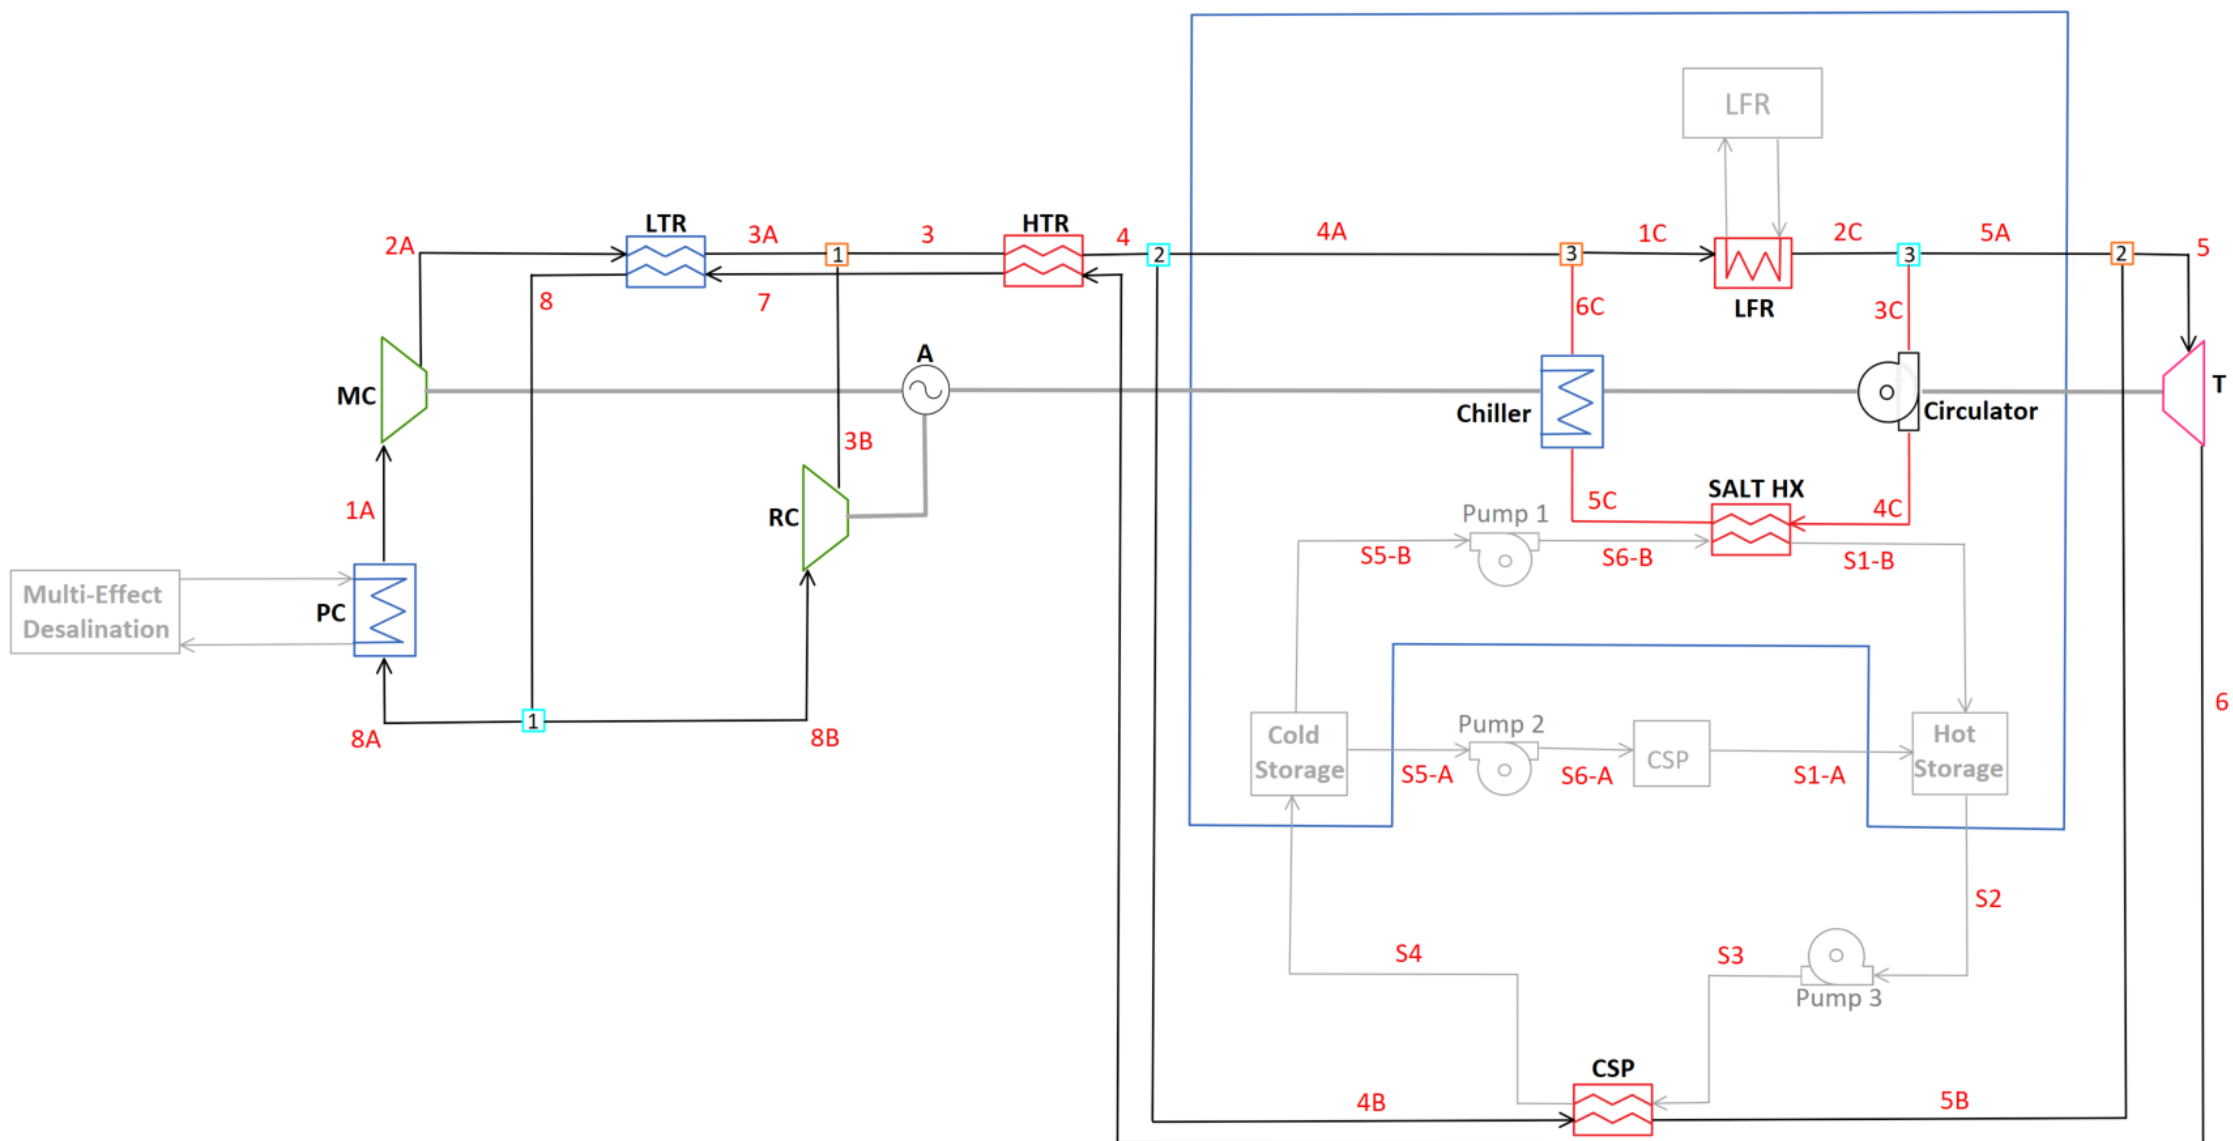 LFR
LTR
HTR
2A
3A
1
3
4
2
4A
3
1C
2C
3
5A
2
5
8
7
6C
LFR
3C
A
MC
Chiller
Circulator
T
3B
1A
RC
5C
SALT HX
4C
Pump 1
S5-B
S6-B
S1-B
Multi-Effect
Desalination
PC
6
8A
1
8B
Cold
Storage
Pump 2
S5-A
S6-A
CSP
S1-A
Hot
Storage
S2
S4
S3
Pump 3
CSP
4B
5B